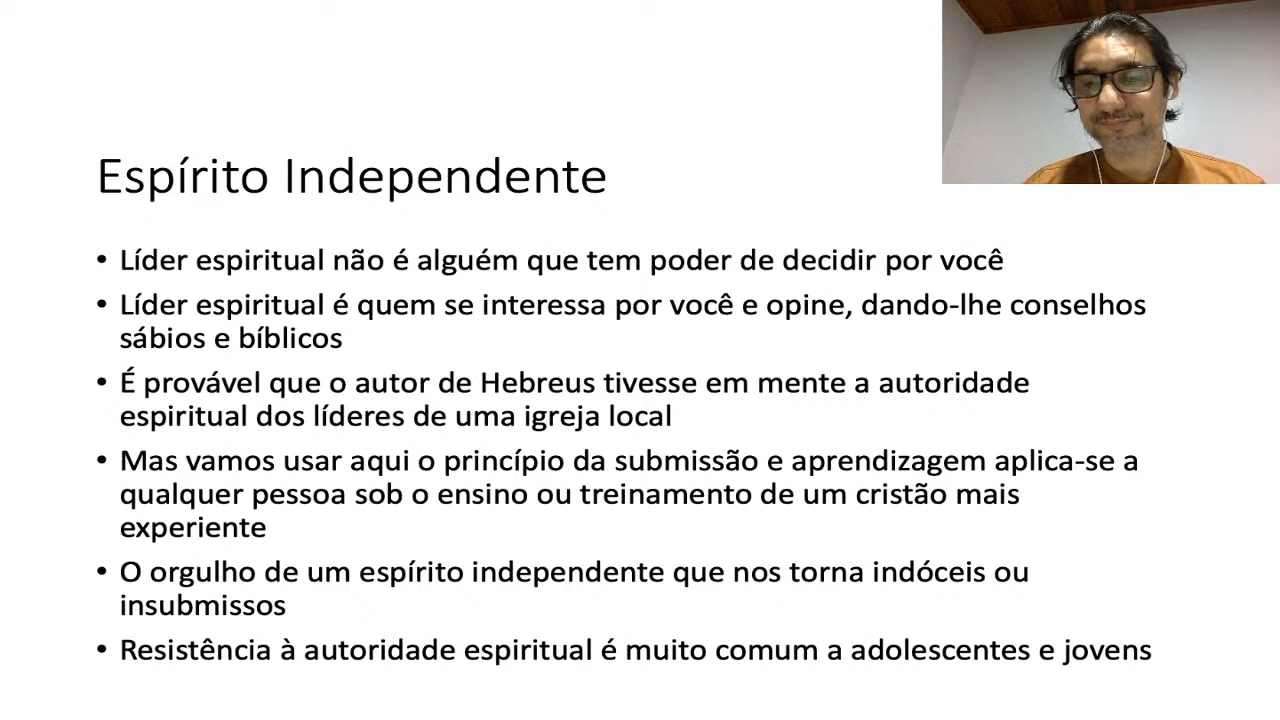 Espírito Independente
• Líder espiritual não é alguém que tem poder de decidir por você
• Líder espiritual é quem se interessa por você e opine, dando-lhe conselhos
sábios e bíblicos
• É provável que o autor de Hebreus tivesse em mente a autoridade
espiritual dos líderes de uma igreja local
• Mas vamos usar aqui o princípio da submissão e aprendizagem aplica-se a
qualquer pessoa sob o ensino ou treinamento de um cristão mais
experiente
• O orgulho de um espírito independente que nos torna indóceis ou
insubmissos
• Resistência à autoridade espiritual é muito comum a adolescentes e jovens